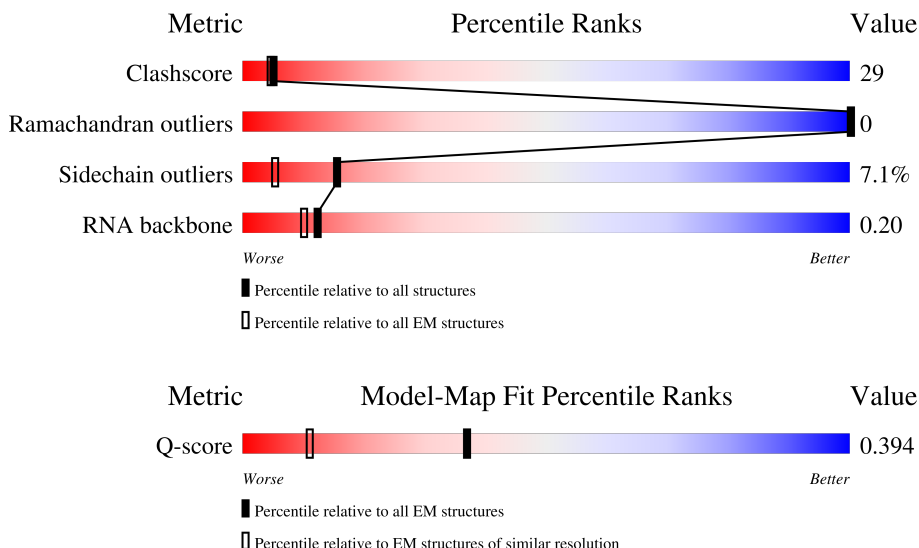 Metric Percentile Ranks Value
Clashscore 29
Ramachandran outliers 0
Sidechain outliers 7.1%
RNA backbone 0.20
Worse Better
Percentile relative to all structures
Percentile relative to all EM structures
Metric Model-Map Fit Percentile Ranks Value
Q-score 0.394
Worse Better
Percentile relative to all EM structures
Percentile relative to EM structures of similar resolution